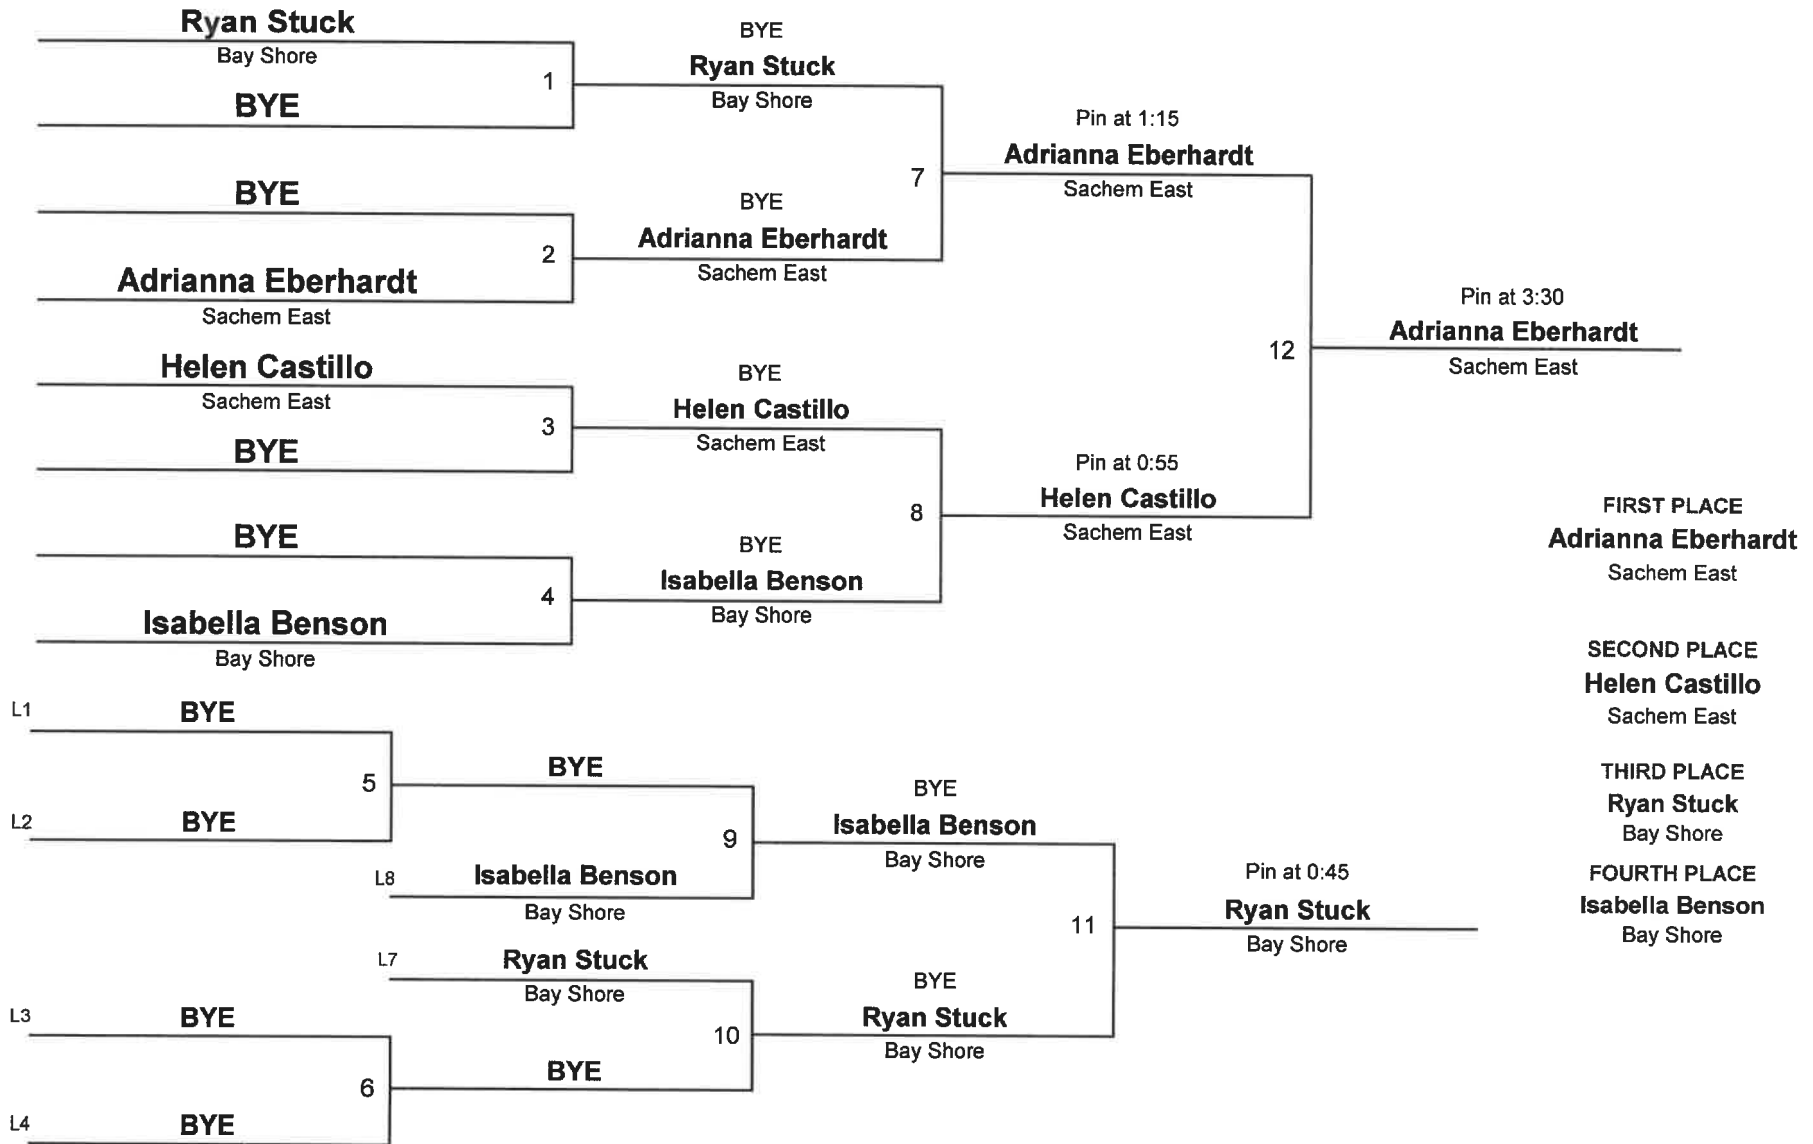 Ryan Stuck
Bay Shore
1
BYE
BYE
Ryan Stuck
Bay Shore
BYE
2
Adrianna Eberhardt
Sachem East
BYE
Adrianna Eberhardt
Sachem East
7
Pin at 1:15
Adrianna Eberhardt
Sachem East
Helen Castillo
Sachem East
3
BYE
BYE
Helen Castillo
Sachem East
BYE
4
Isabella Benson
Bay Shore
BYE
Isabella Benson
Bay Shore
8
Pin at 0:55
Helen Castillo
Sachem East
12
Pin at 3:30
Adrianna Eberhardt
Sachem East
FIRST PLACE
Adrianna Eberhardt
Sachem East
SECOND PLACE
Helen Castillo
Sachem East
THIRD PLACE
Ryan Stuck
Bay Shore
FOURTH PLACE
Isabella Benson
Bay Shore
L1 BYE
5
L2 BYE
BYE
9
L8 Isabella Benson
Bay Shore
BYE
Isabella Benson
Bay Shore
L7 Ryan Stuck
Bay Shore
10
L3 BYE
6
L4 BYE
BYE
BYE
Ryan Stuck
Bay Shore
11
Pin at 0:45
Ryan Stuck
Bay Shore